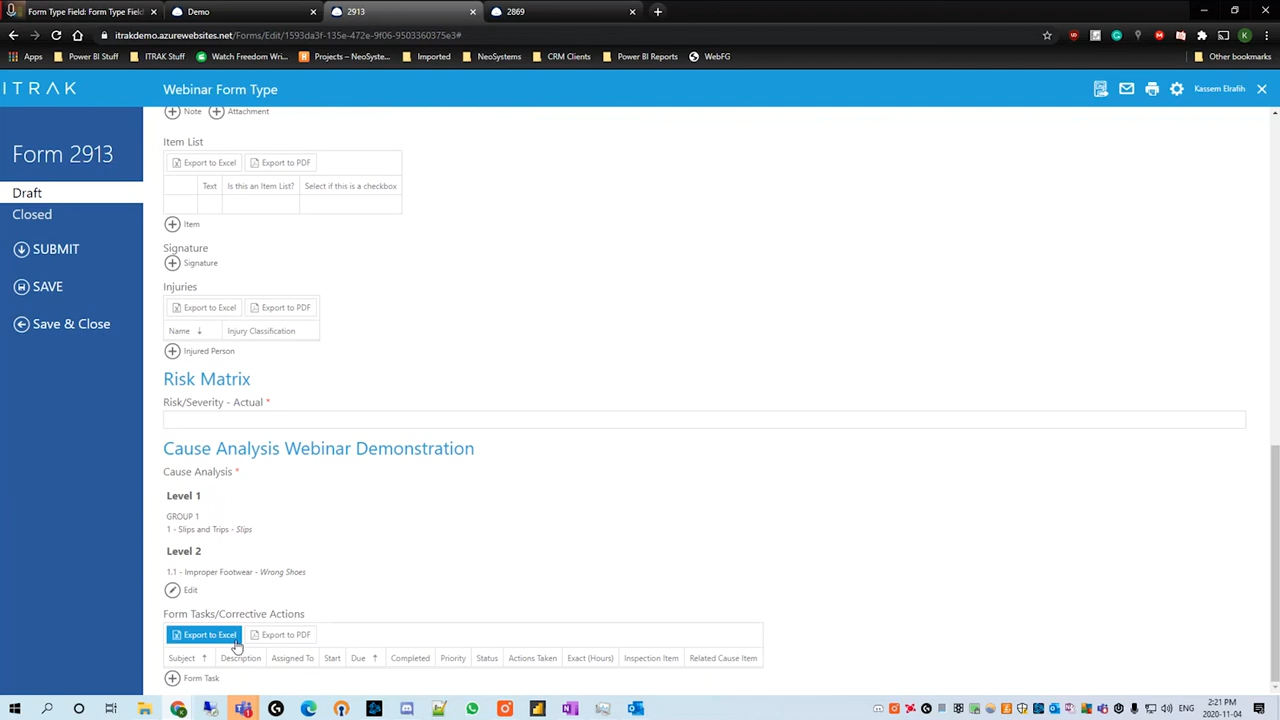 Form Type Field: Form Type Field
Demo
2913
2869
itrakdemo.azurewebsites.net/Forms/Edit/1593da3f-135e-472e-9f06-9503360375e3#
Apps Power BI Stuff ITRAK Stuff Watch Freedom Wri... Projects – NeoSyste... Imported NeoSystems CRM Clients Power BI Reports WebFG Other bookmarks
ITRAK
Webinar Form Type
Kassem Elrafih
Form 2913
Draft
Closed
SUBMIT
SAVE
Save & Close
Note Attachment
Item List
Export to Excel Export to PDF
Text Is this an Item List? Select if this is a checkbox
Item
Signature
Signature
Injuries
Export to Excel Export to PDF
Name Injury Classification
Injured Person
Risk Matrix
Risk/Severity - Actual *
Cause Analysis Webinar Demonstration
Cause Analysis *
Level 1
GROUP 1
1 - Slips and Trips - Slips
Level 2
1.1 - Improper Footwear - Wrong Shoes
Edit
Form Tasks/Corrective Actions
Export to Excel Export to PDF
Subject Description Assigned To Start Due Completed Priority Status Actions Taken Exact (Hours) Inspection Item Related Cause Item
Form Task
ENG
2:21 PM
2020-11-04